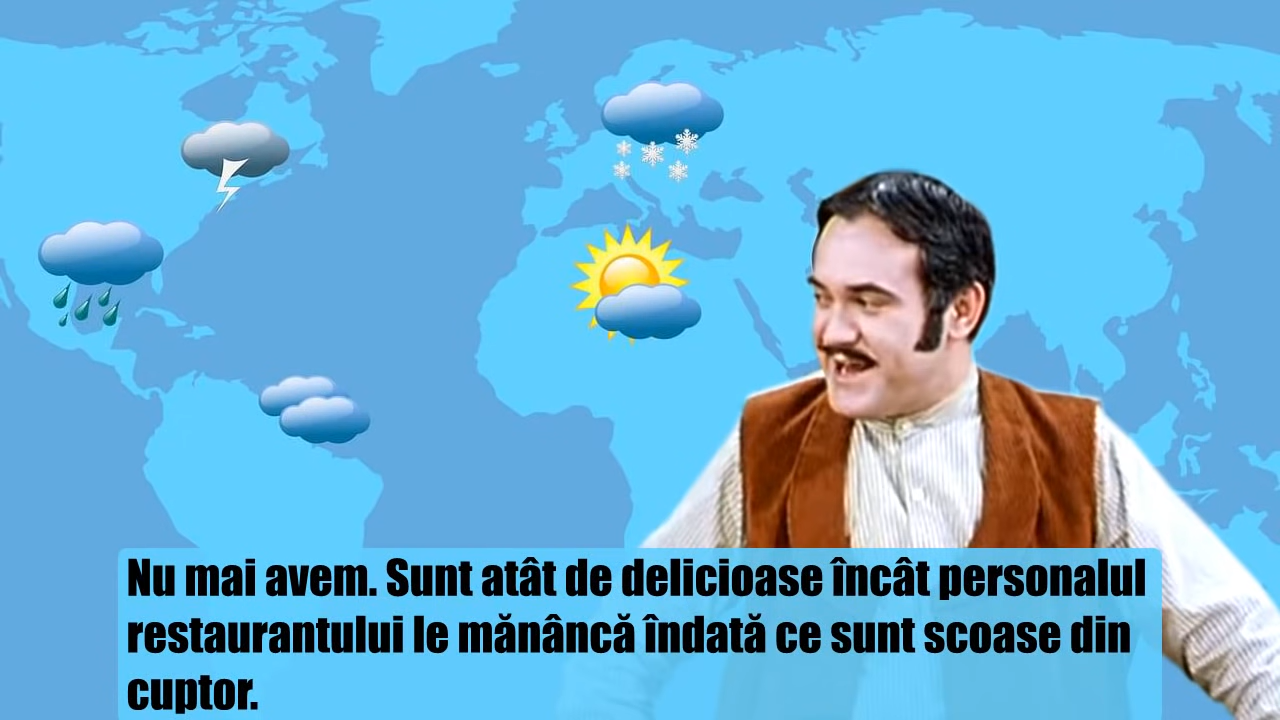 Nu mai avem. Sunt atât de delicioase încât personalul
restaurantului le mănâncă îndată ce sunt scoase din
cuptor.